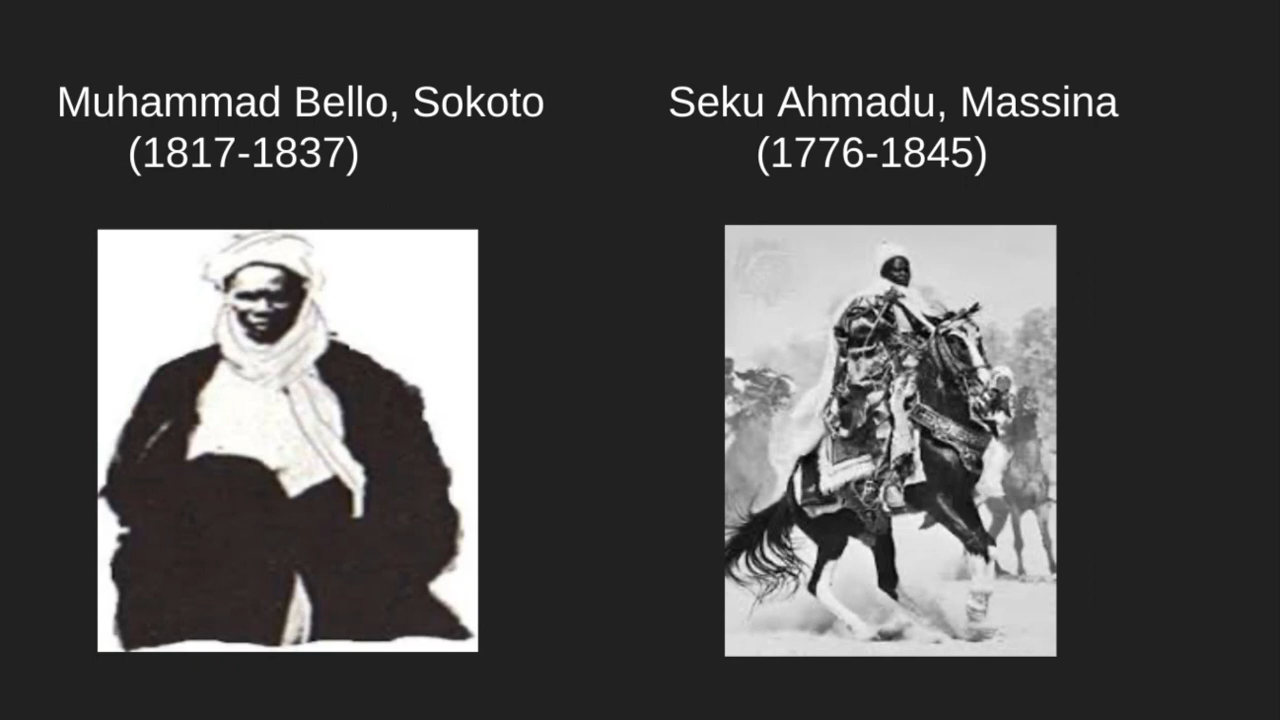 Muhammad Bello, Sokoto
(1817-1837)
Seku Ahmadu, Massina
(1776-1845)